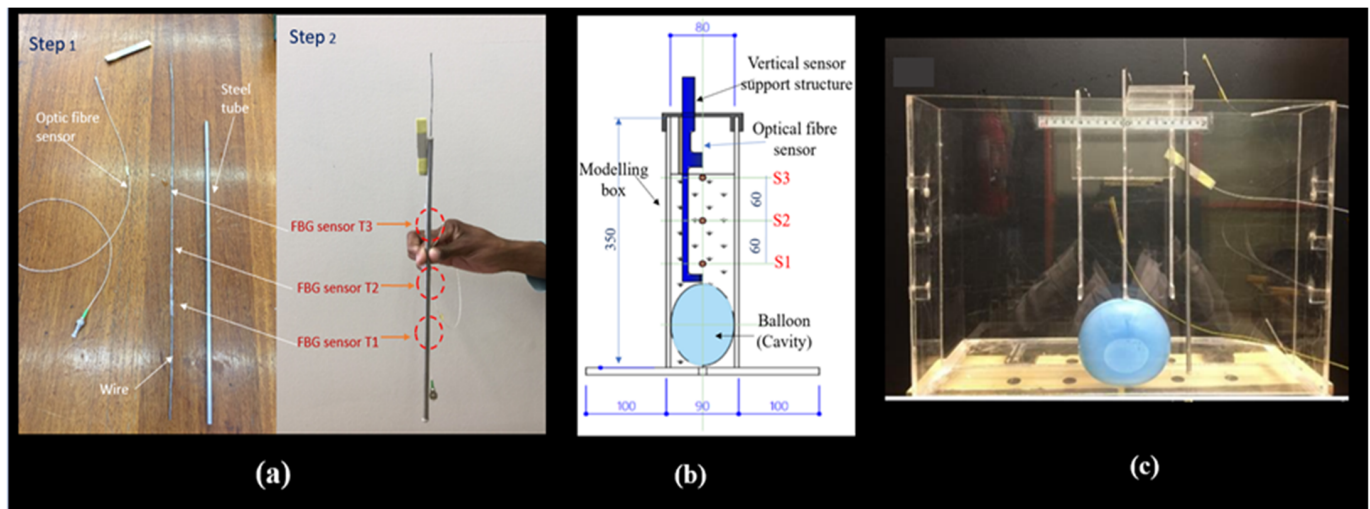 Step 1
Optic fibre
sensor
Steel
tube
Wire
Step 2
FBG sensor T3
FBG sensor T2
FBG sensor T1
(a)
80
Vertical sensor
support structure
Optical fibre
sensor
Modelling
box
S3
60
S2
350
60
S1
Balloon
(Cavity)
100
90
100
(b)
(c)